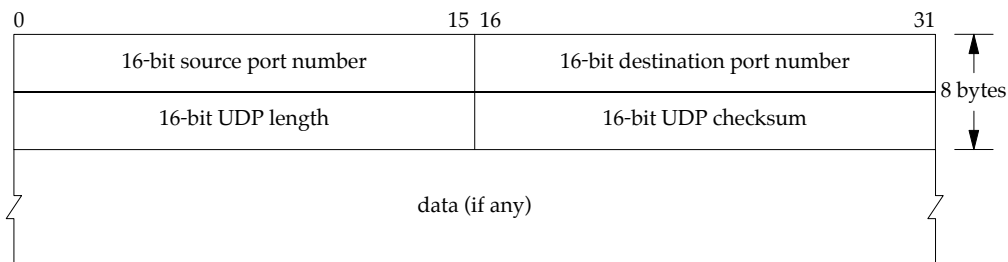 0 15 16 31
16-bit source port number 16-bit destination port number
8 bytes
16-bit UDP length 16-bit UDP checksum
data (if any)